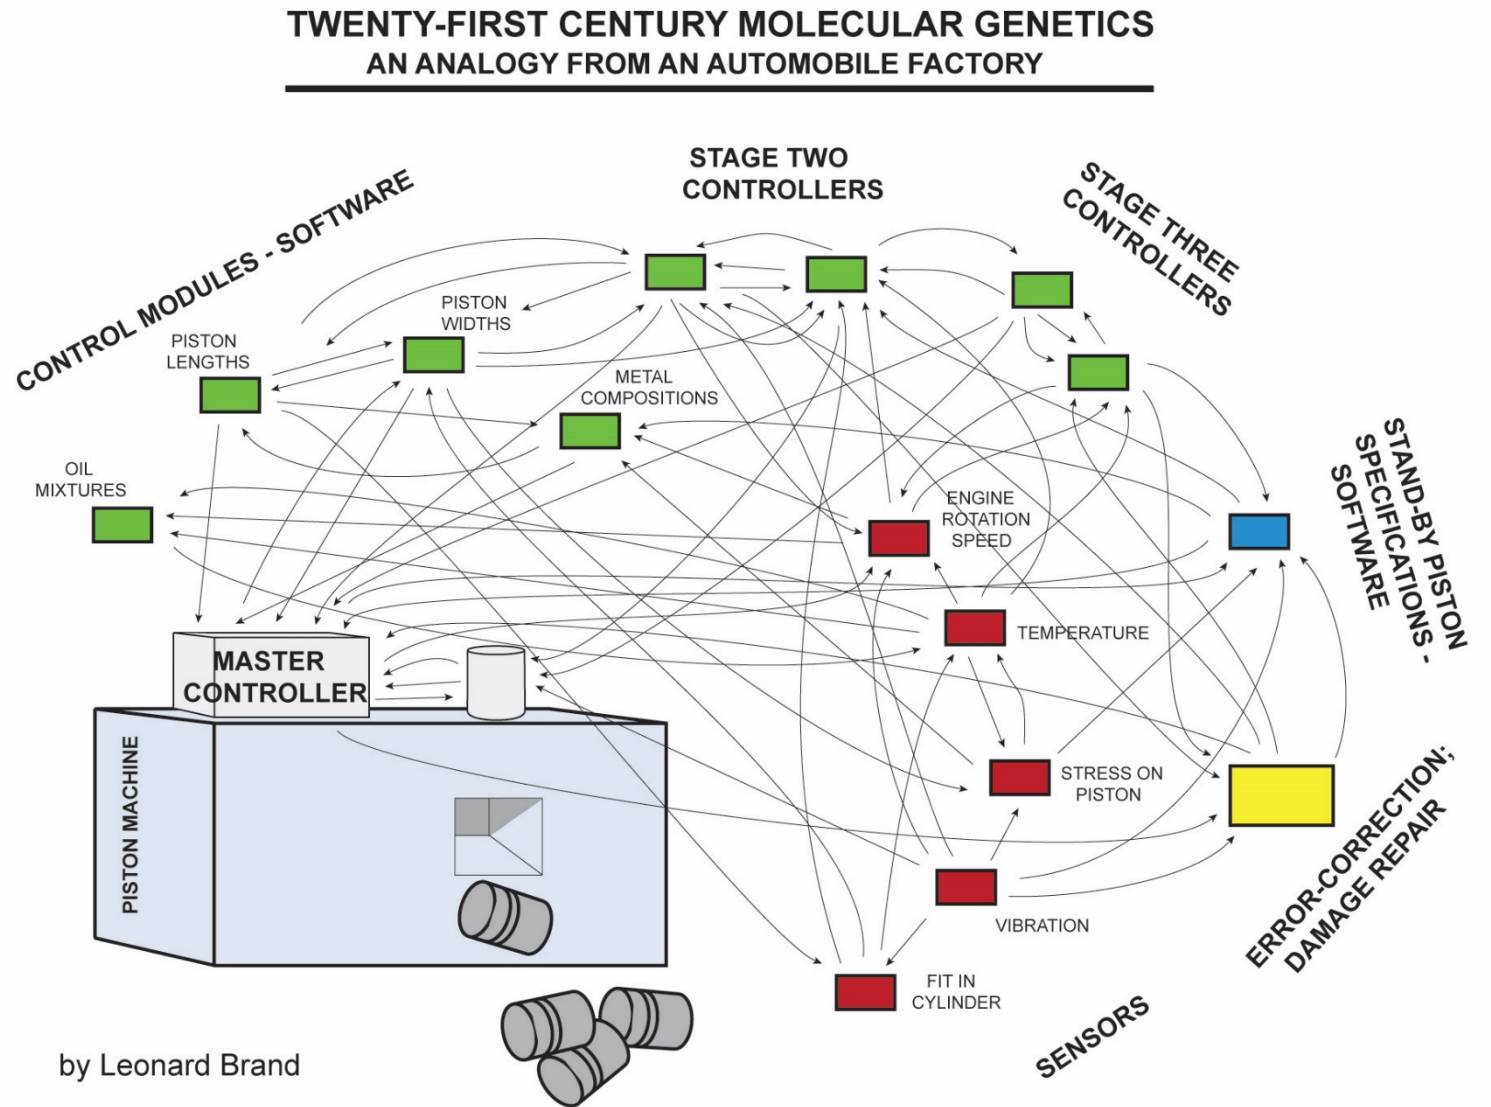 TWENTY-FIRST CENTURY MOLECULAR GENETICS
AN ANALOGY FROM AN AUTOMOBILE FACTORY
CONTROL MODULES - SOFTWARE
STAGE TWO
CONTROLLERS
STAGE THREE
CONTROLLERS
PISTON
WIDTHS
PISTON
LENGTHS
METAL
COMPOSITIONS
OIL
MIXTURES
ENGINE
ROTATION
SPEED
STAND-BY PISTON
SPECIFICATIONS -
SOFTWARE
TEMPERATURE
MASTER
CONTROLLER
PISTON MACHINE
STRESS ON
PISTON
ERROR-CORRECTION;
DAMAGE REPAIR
VIBRATION
FIT IN
CYLINDER
SENSORS
by Leonard Brand